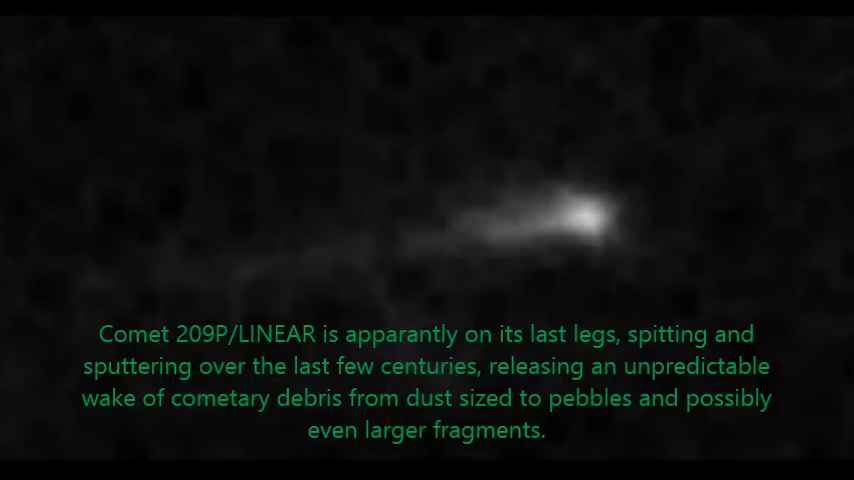 Comet 209P/LINEAR is apparantly on its last legs, spitting and
sputtering over the last few centuries, releasing an unpredictable
wake of cometary debris from dust sized to pebbles and possibly
even larger fragments.